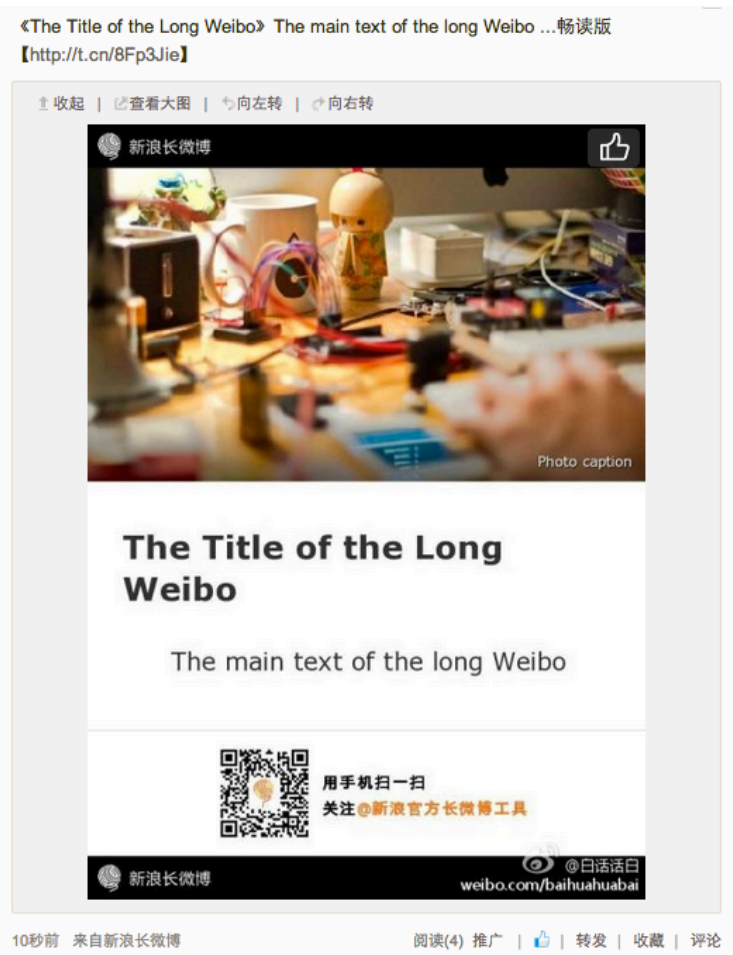 《The Title of the Long Weibo》The main text of the long Weibo ...畅读版
【http://t.cn/8Fp3Jie】
收起 | 查看大图 | 向左转 | 向右转
新浪长微博
Photo caption
The Title of the Long
Weibo
The main text of the long Weibo
用手机扫一扫
关注@新浪官方长微博工具
新浪长微博
@白话话白
weibo.com/baihuahuabai
10秒前 来自新浪长微博
阅读(4) 推广 | | 转发 | 收藏 | 评论